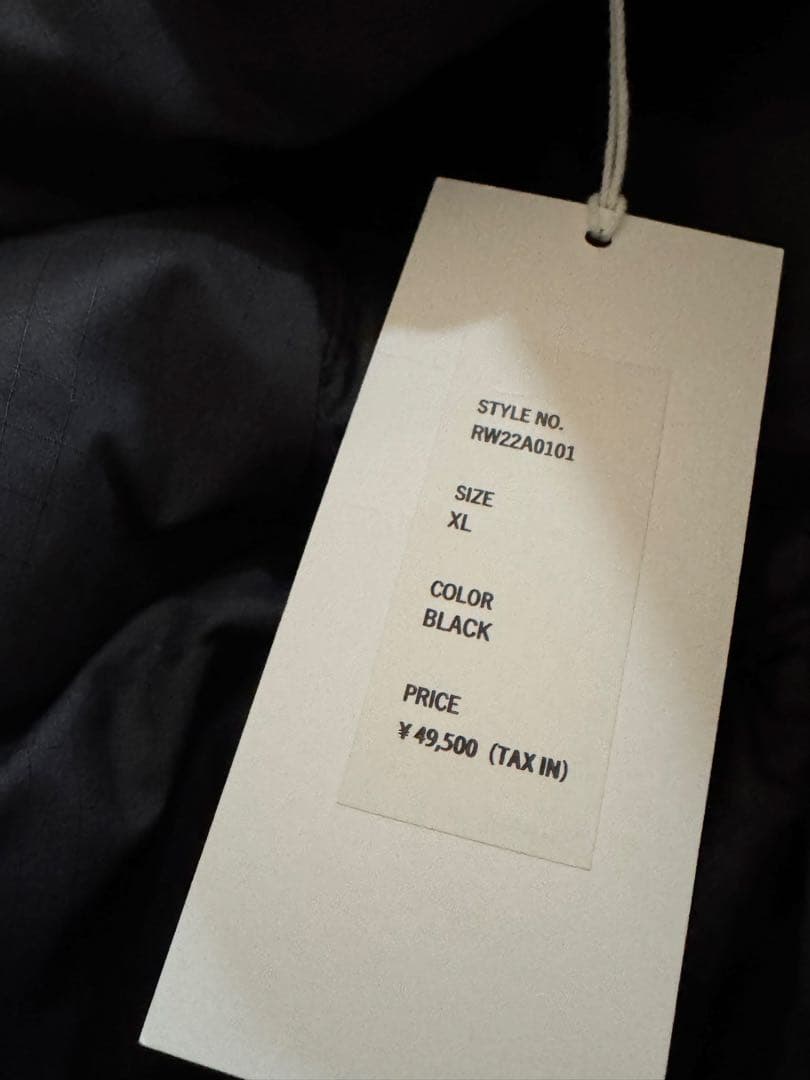 STYLE NO.
RW22A0101
SIZE
XL
COLOR
BLACK
PRICE
¥49,500 (TAX IN)